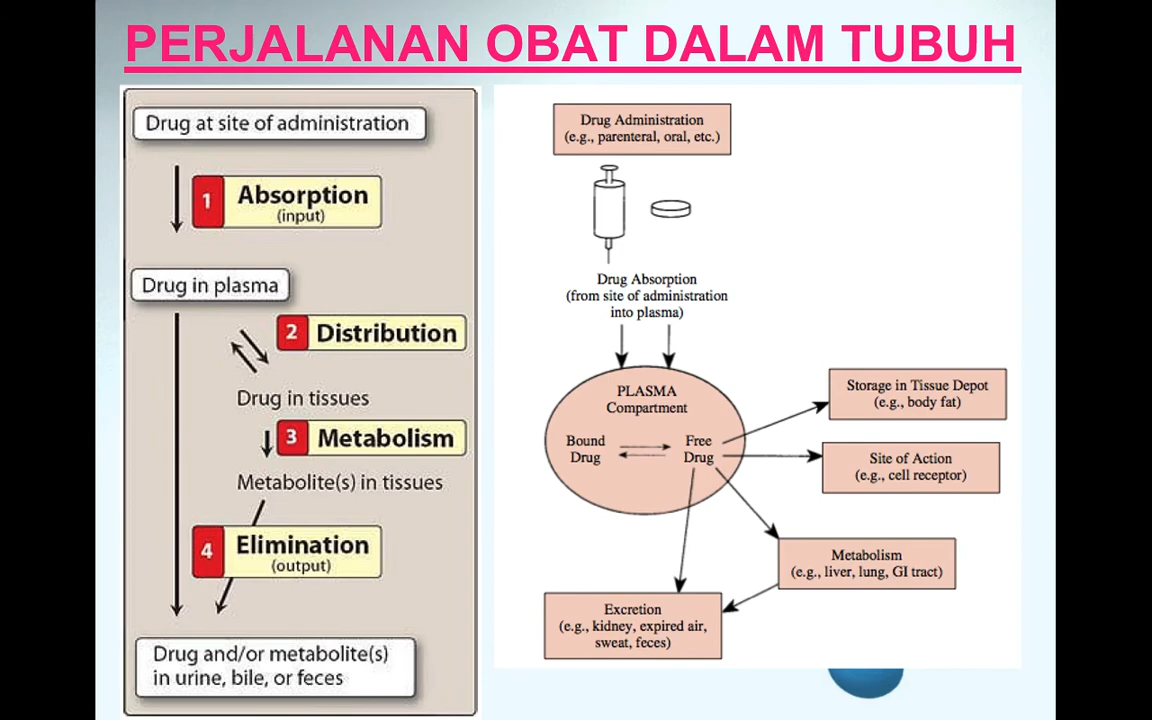 PERJALANAN OBAT DALAM TUBUH
Drug at site of administration
1
Absorption
(input)
Drug in plasma
2
Distribution
Drug in tissues
3
Metabolism
Metabolite(s) in tissues
4
Elimination
(output)
Drug and/or metabolite(s)
in urine, bile, or feces
Drug Administration
(e.g., parenteral, oral, etc.)
Drug Absorption
(from site of administration
into plasma)
PLASMA
Compartment
Bound
Drug
Free
Drug
Storage in Tissue Depot
(e.g., body fat)
Site of Action
(e.g., cell receptor)
Metabolism
(e.g., liver, lung, GI tract)
Excretion
(e.g., kidney, expired air,
sweat, feces)